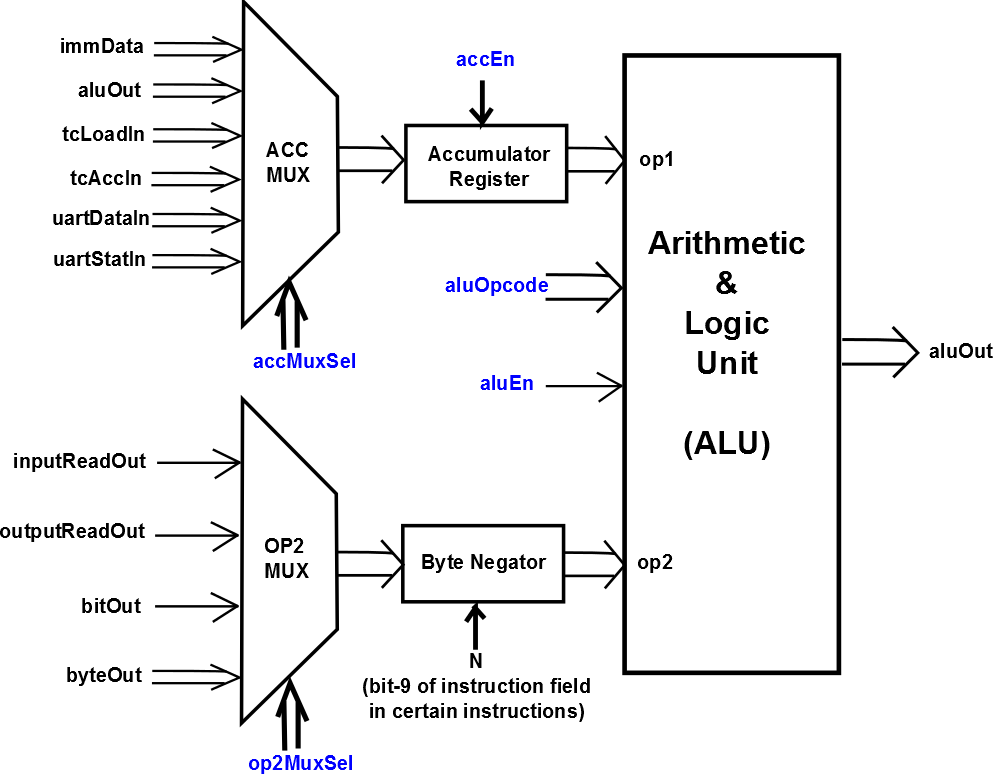 immData
aluOut
tcLoadIn
tcAccIn
uartDataIn
uartStatIn
ACC
MUX
accMuxSel
accEn
Accumulator
Register
op1
aluOpcode
aluEn
Arithmetic
&
Logic
Unit
(ALU)
aluOut
inputReadOut
outputReadOut
bitOut
byteOut
OP2
MUX
op2MuxSel
Byte Negator
op2
N
(bit-9 of instruction field
in certain instructions)